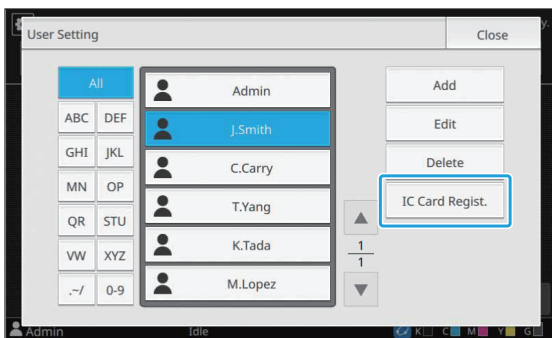 User Setting
Close
All
ABC DEF
GHI JKL
MN OP
QR STU
VW XYZ
.~/ 0-9
Admin
J.Smith
C.Carry
T.Yang
K.Tada
M.Lopez
1
1
Add
Edit
Delete
IC Card Regist.
Admin
Idle
K C M Y G